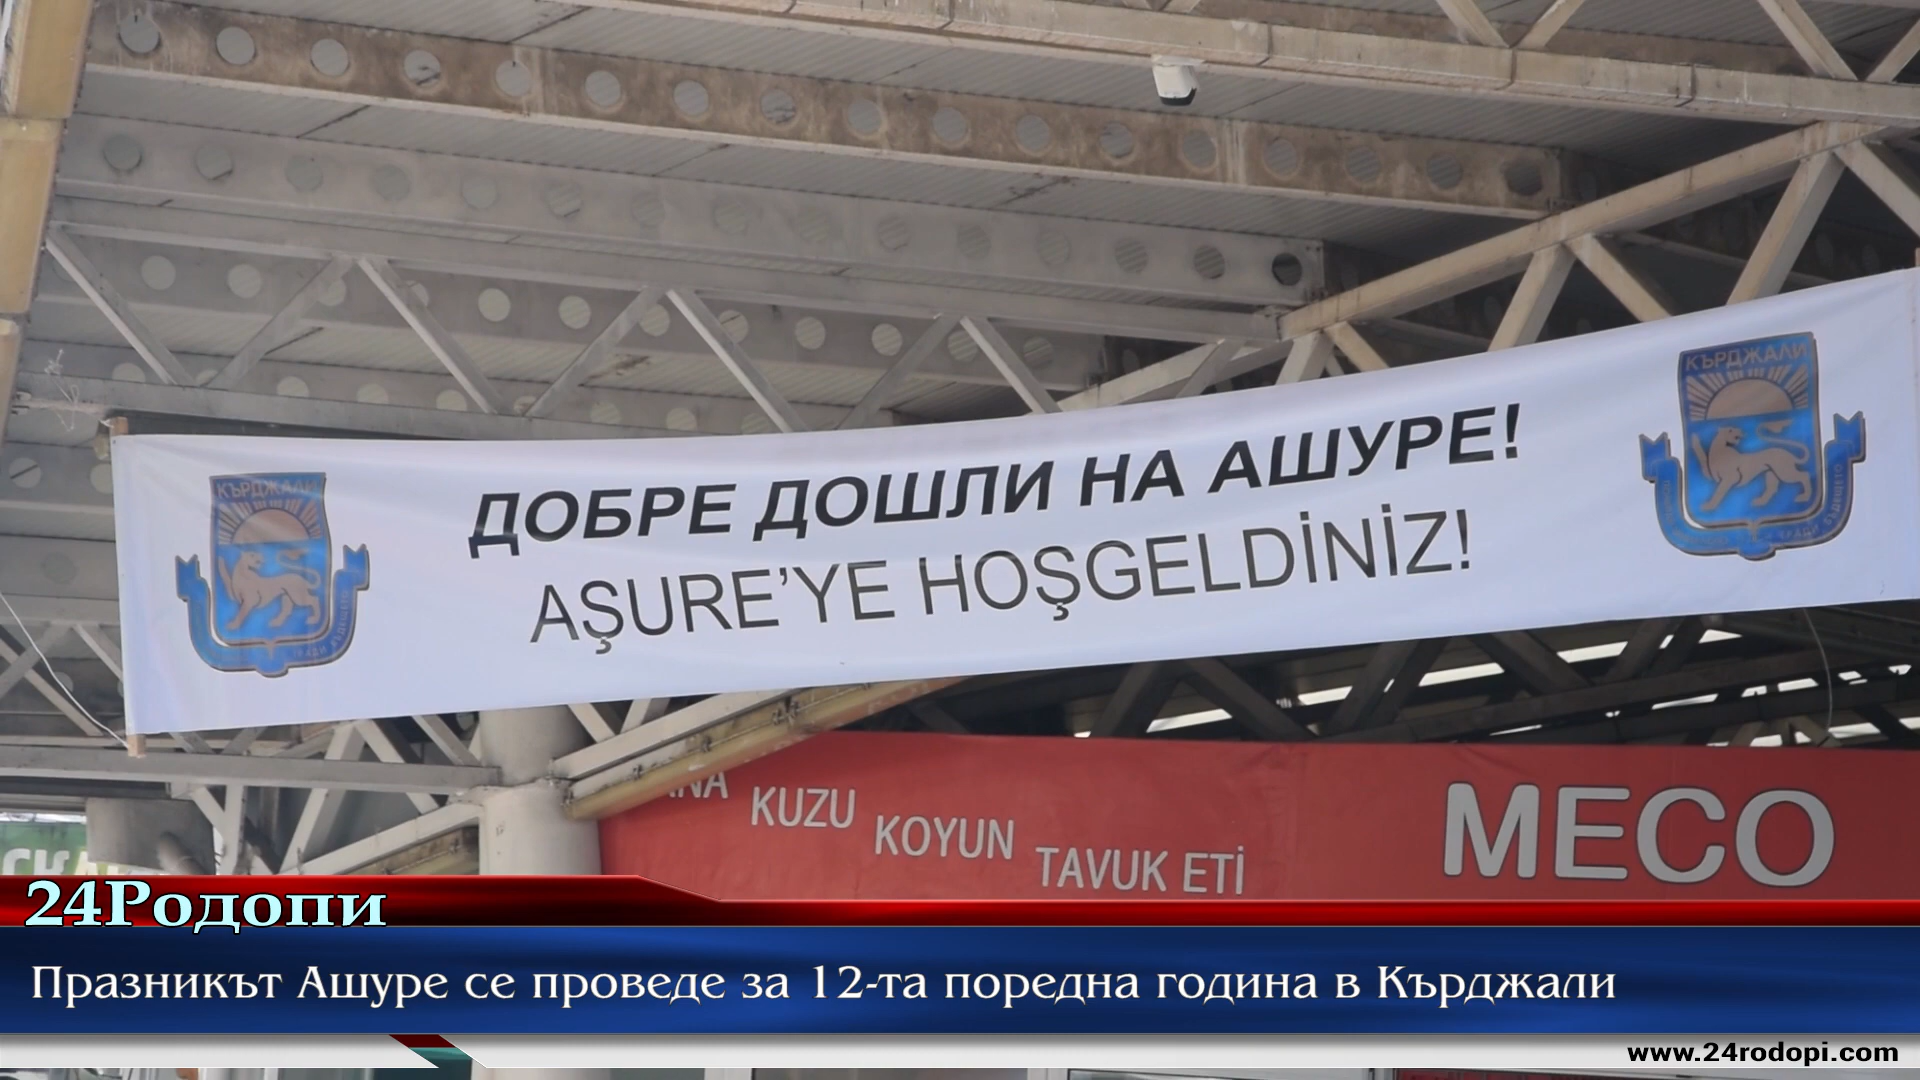 КЪРДЖАЛИ
ДОБРЕ ДОШЛИ НА АШУРЕ!
AŞURE’YE HOŞGELDİNİZ!
КЪРДЖАЛИ
KUZU
KOYUN
TAVUK ETİ
MECO
24Родопи
Празникът Ашуре се проведе за 12-та поредна година в Кърджали
www.24rodopi.com